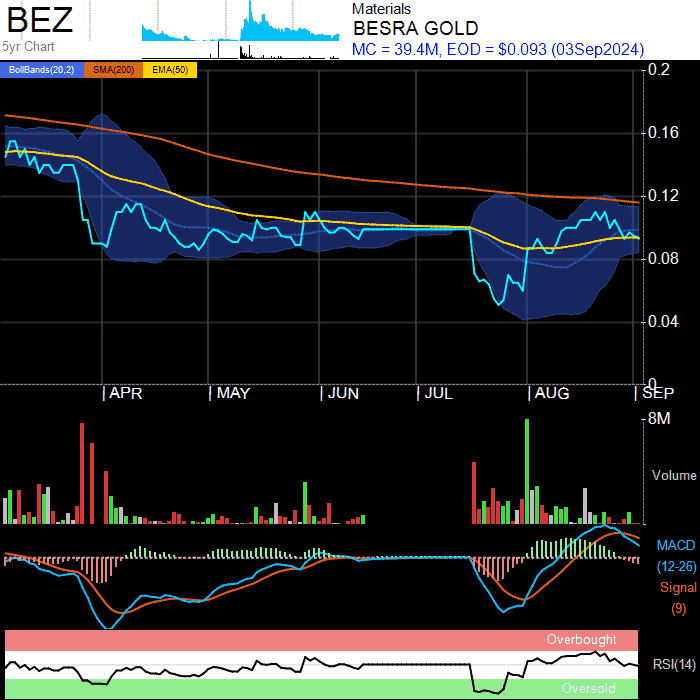 BEZ
5yr Chart
Materials
BESRA GOLD
MC = 39.4M, EOD = $0.093 (03Sep2024)
BollBands(20,2) SMA(200) EMA(50)
0.2
0.16
0.12
0.08
0.04
0
APR MAY JUN JUL AUG SEP
8M
Volume
MACD
(12-26)
Signal
(9)
Overbought
RSI(14)
Oversold